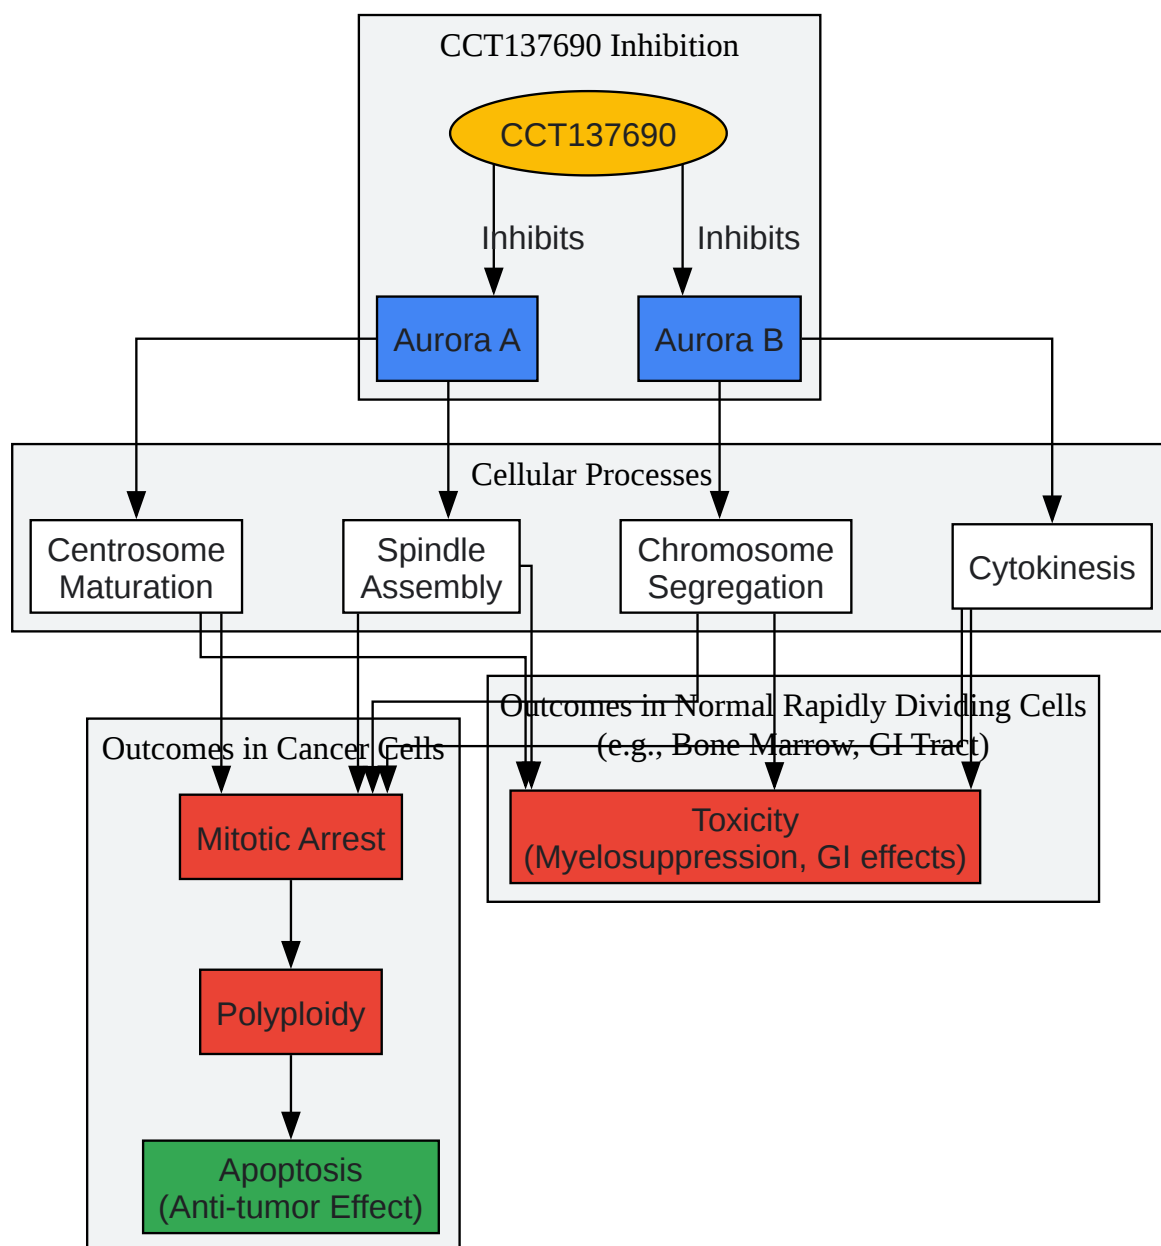 CCT137690 Inhibition
CCT137690
Inhibits
Inhibits
Aurora A
Aurora B
Cellular Processes
Centrosome
Maturation
Spindle
Assembly
Chromosome
Segregation
Cytokinesis
Outcomes in Normal Rapidly Dividing Cells
(e.g., Bone Marrow, GI Tract)
Outcomes in Cancer Cells
Mitotic Arrest
Toxicity
(Myelosuppression, GI effects)
Polyploidy
Apoptosis
(Anti-tumor Effect)